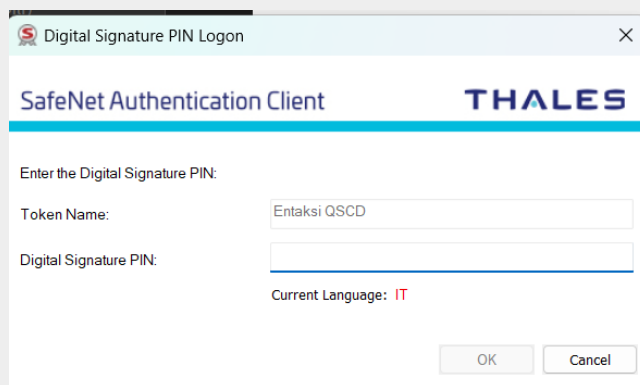 Digital Signature PIN Logon
SafeNet Authentication Client THALES
Enter the Digital Signature PIN:
Token Name: Entaksi QSCD
Digital Signature PIN:
Current Language: IT
OK Cancel